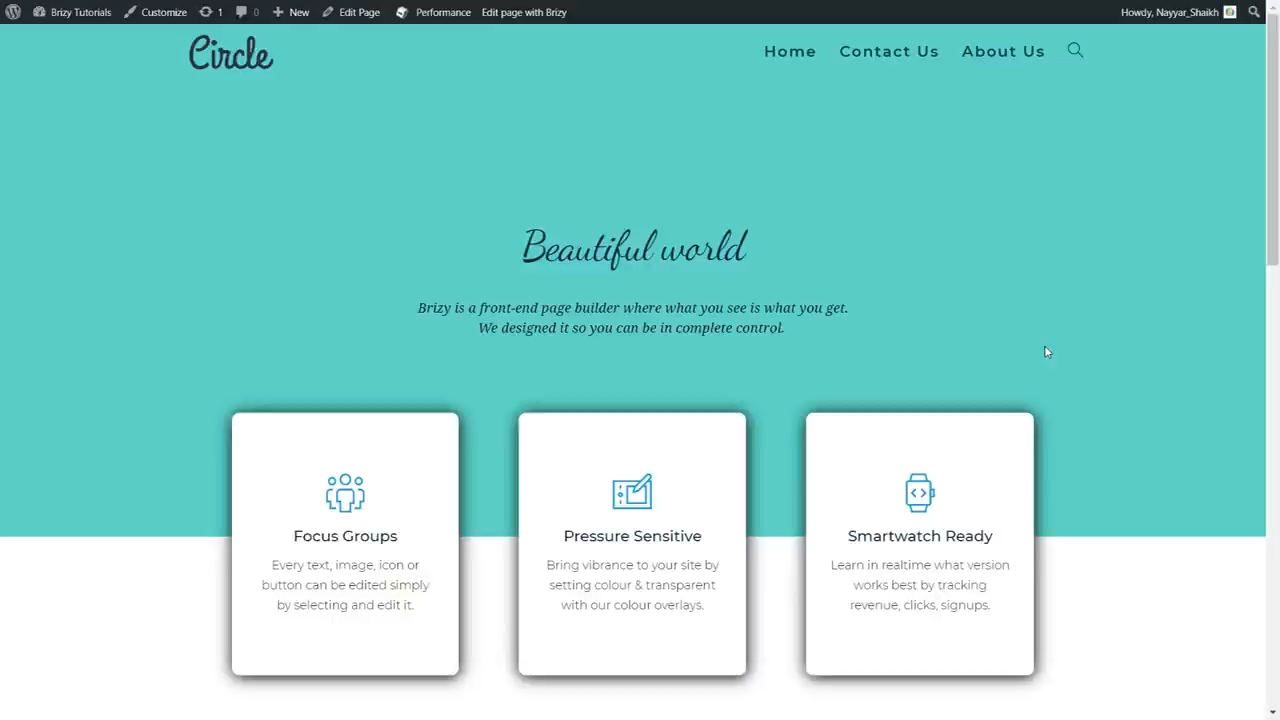 Brizy Tutorials Customize 1 0 New Edit Page Performance Edit page with Brizy Howdy, Nayyar_Shaikh
Circle Home Contact Us About Us
Beautiful world
Brizy is a front-end page builder where what you see is what you get.
We designed it so you can be in complete control.
Focus Groups
Every text, image, icon or
button can be edited simply
by selecting and edit it.
Pressure Sensitive
Bring vibrance to your site by
setting colour & transparent
with our colour overlays.
Smartwatch Ready
Learn in realtime what version
works best by tracking
revenue, clicks, signups.